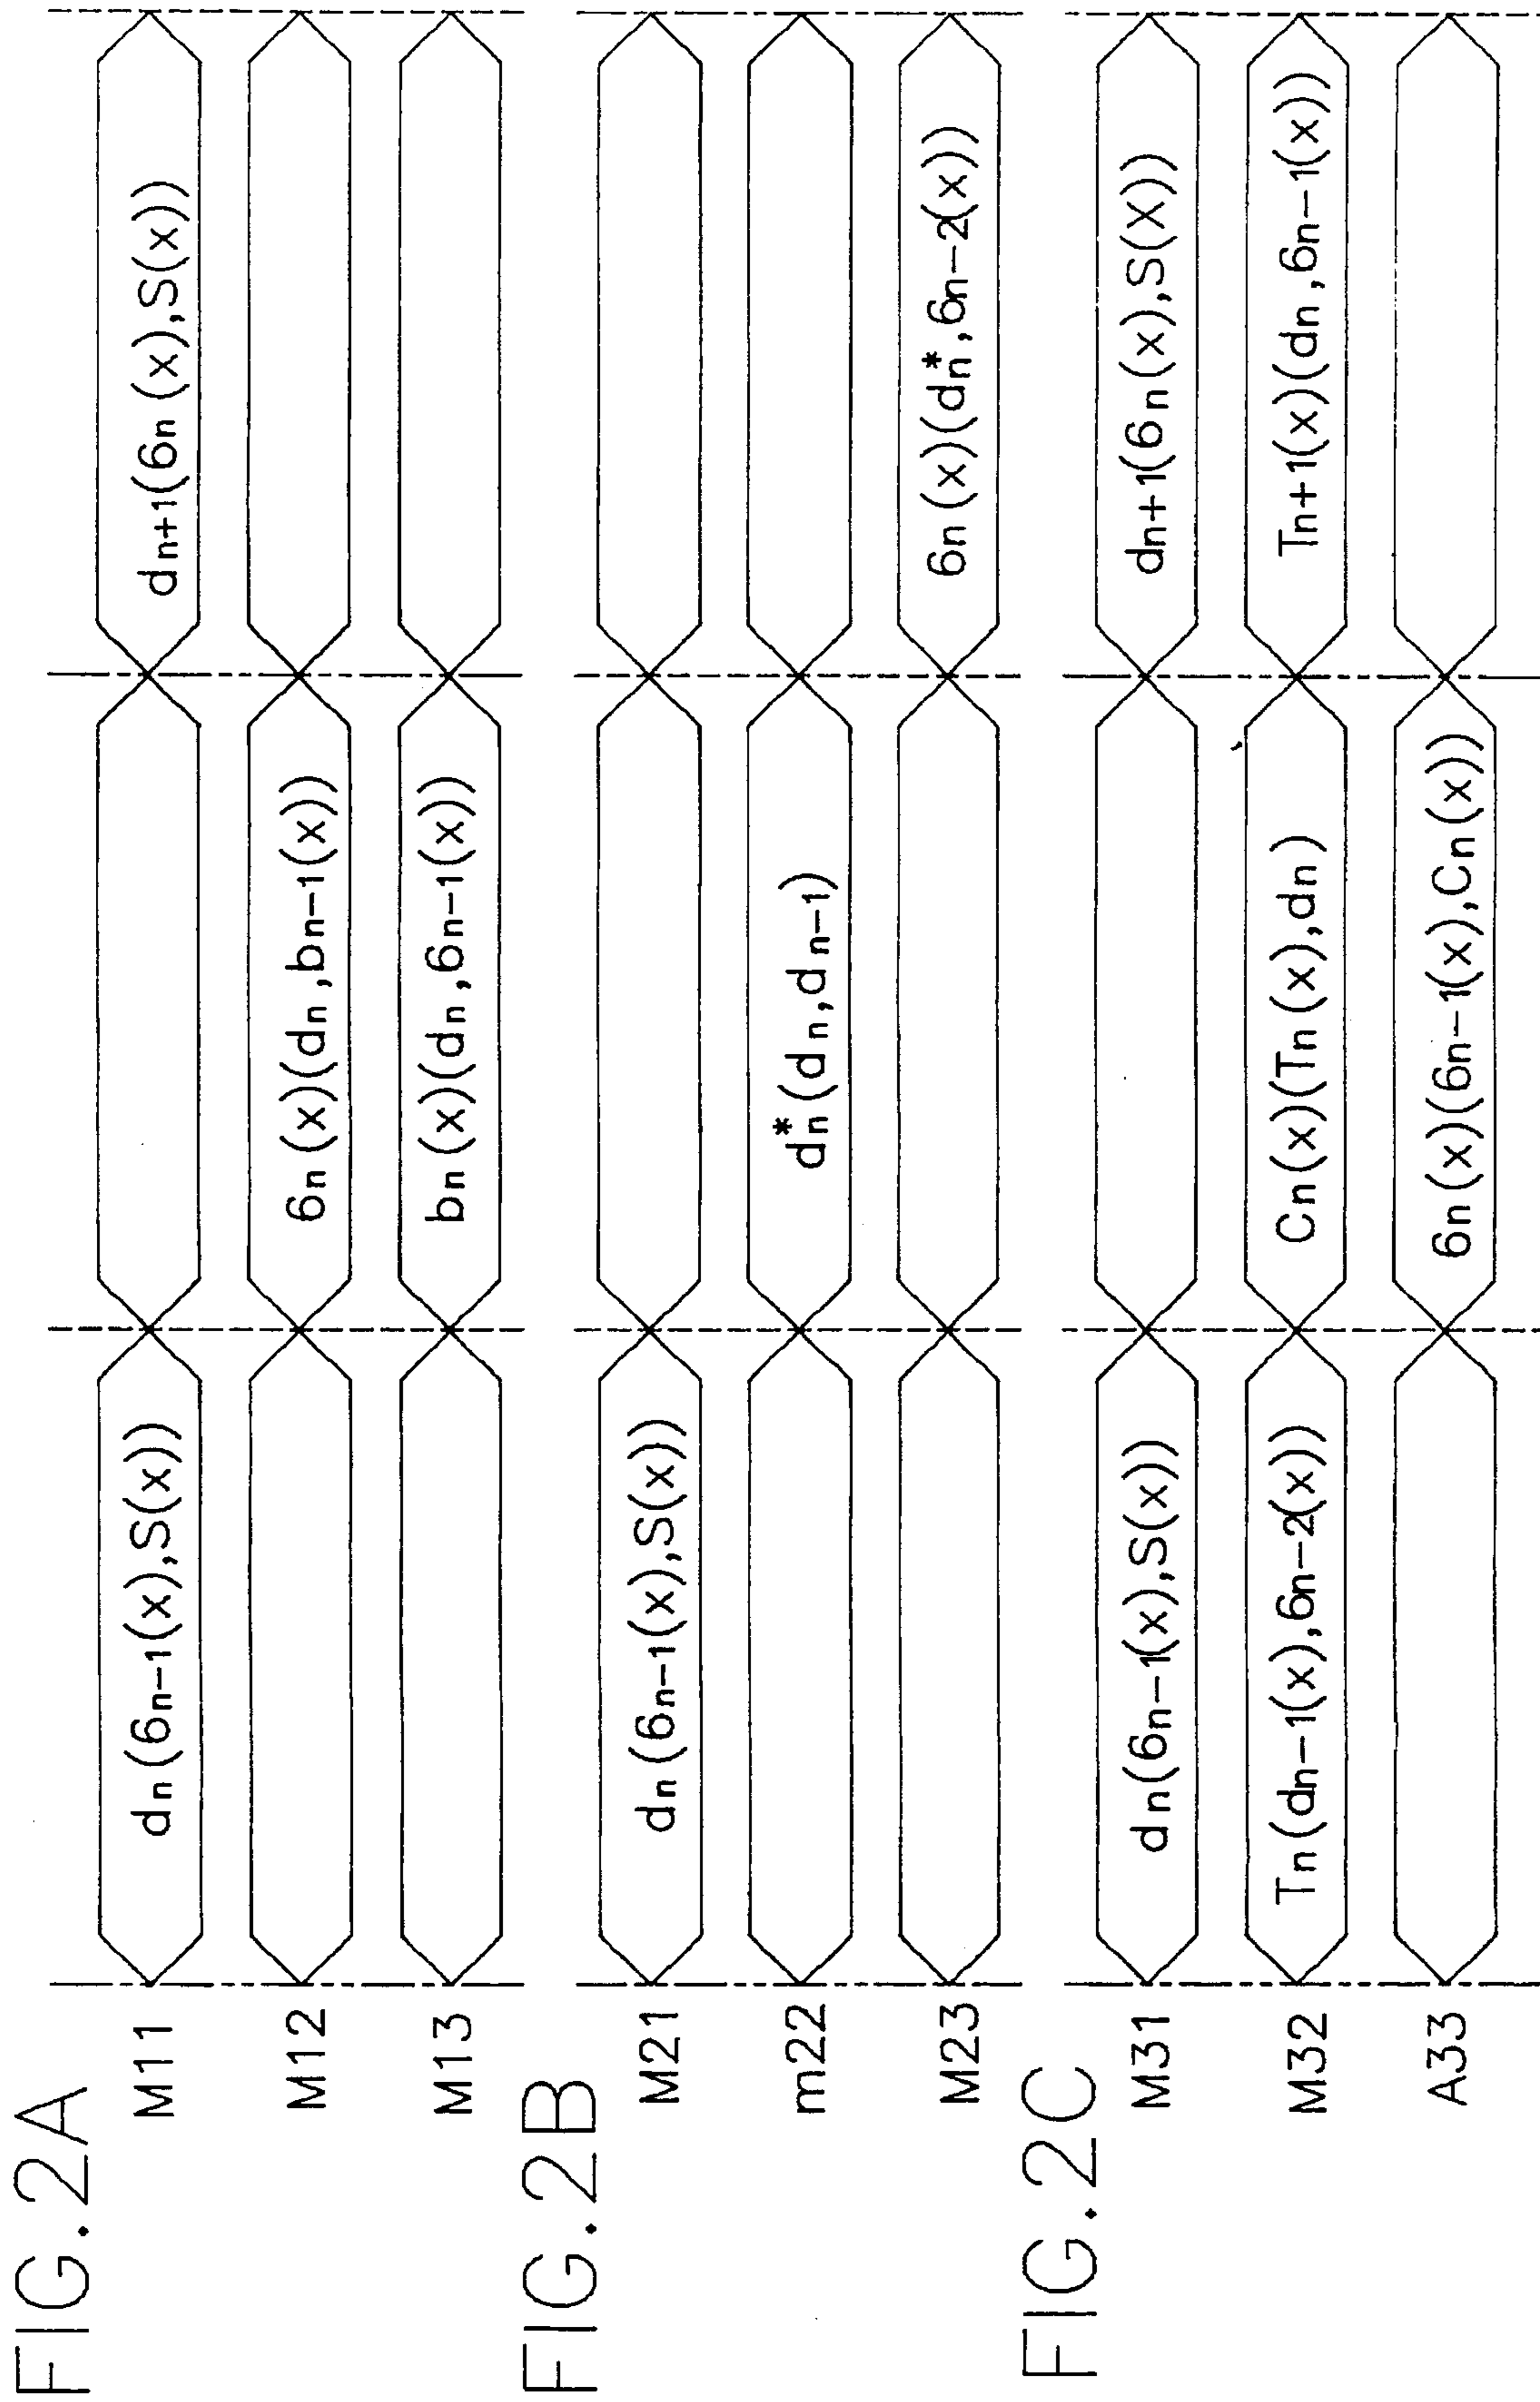 FIG.2A
M11
dn(6n-1(x),S(x))
dn+1(6n(x),S(x))
M12
6n(x)(dn,bn-1(x))
M13
bn(x)(dn,6n-1(x))
FIG.2B
M21
dn(6n-1(x),S(x))
m22
dn*(dn,dn-1)
M23
6n(x)(dn*,6n-2(x))
FIG.2C
M31
dn(6n-1(x),S(x))
dn+1(6n(x),S(x))
M32
Tn(dn-1(x),6n-2(x))
Cn(x)(Tn(x),dn)
Tn+1(x)(dn,6n-1(x))
A33
6n(x)(6n-1(x),Cn(x))